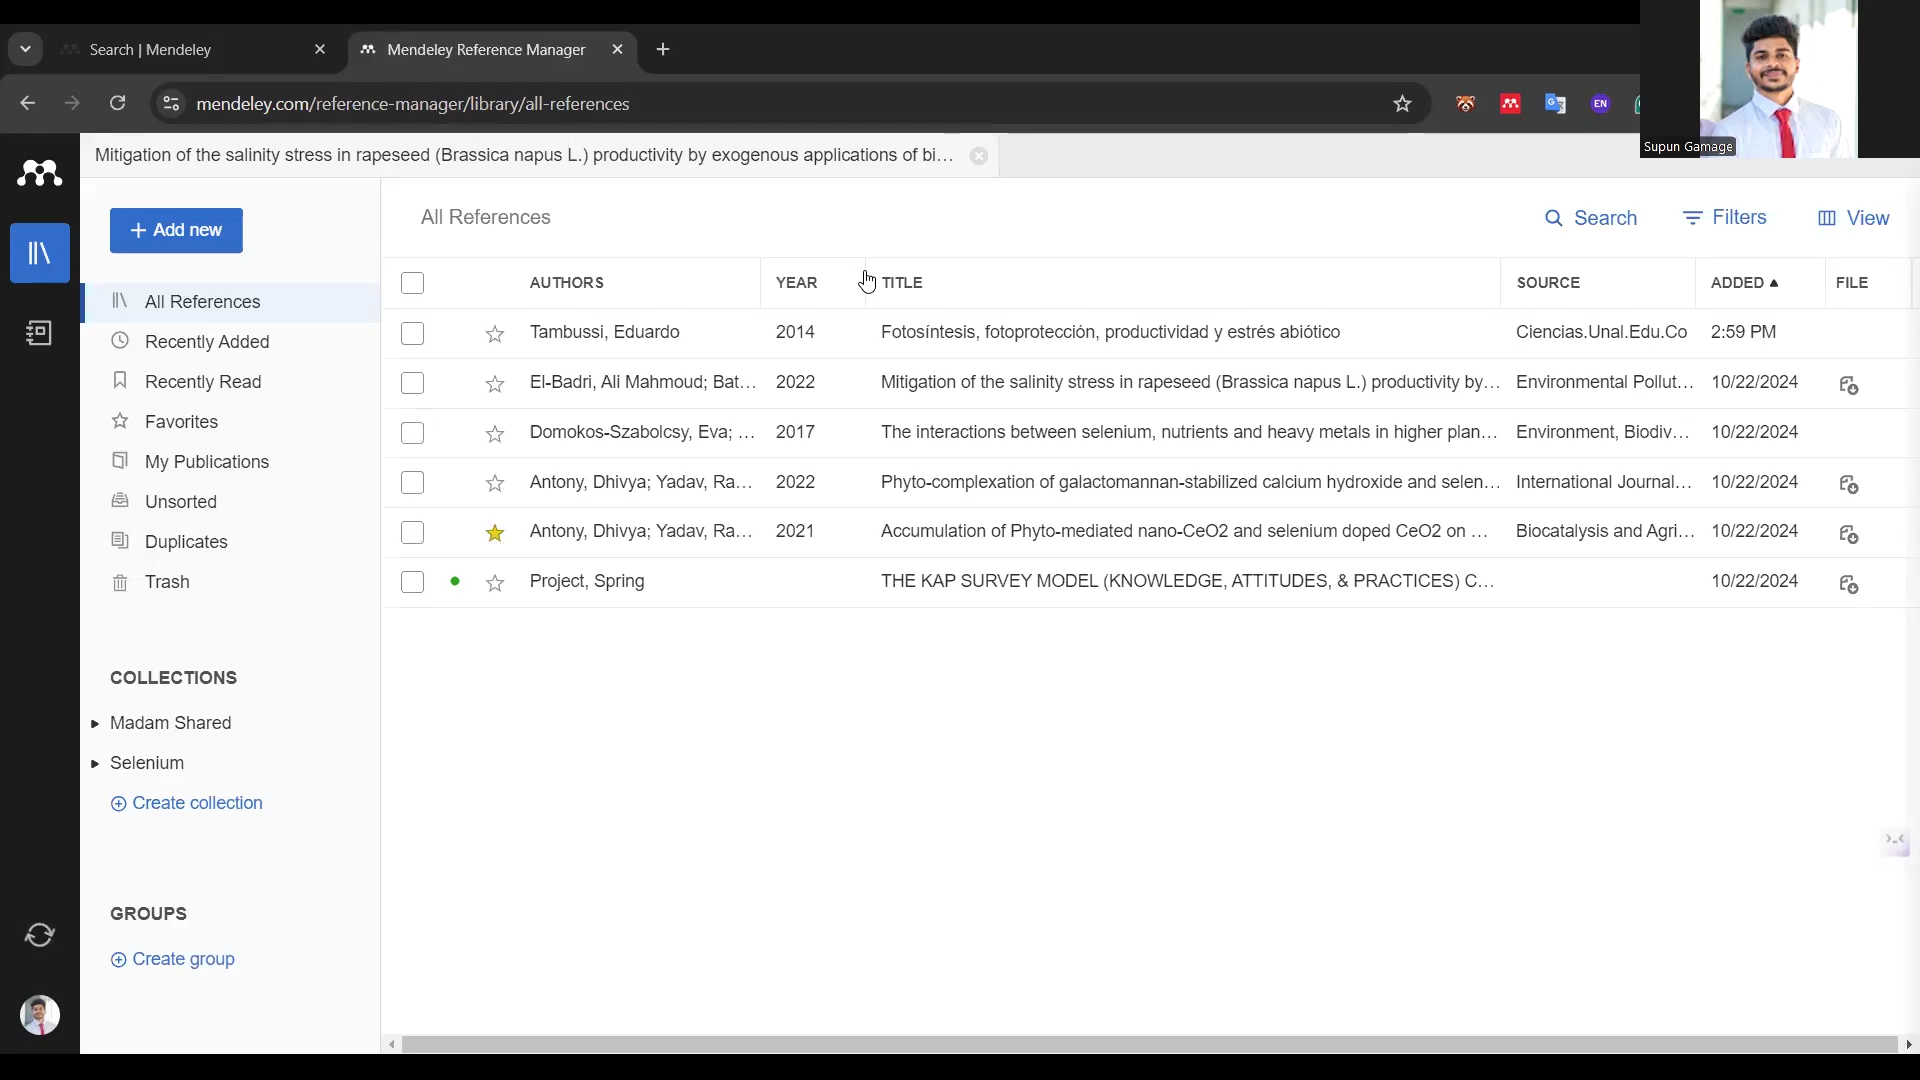 Search | Mendeley
Mendeley Reference Manager
mendeley.com/reference-manager/library/all-references
EN
Supun Gamage
Mitigation of the salinity stress in rapeseed (Brassica napus L.) productivity by exogenous applications of bi…
+ Add new
All References
Search
Filters
View
AUTHORS YEAR TITLE SOURCE ADDED FILE
Tambussi, Eduardo 2014 Fotosíntesis, fotoprotección, productividad y estrés abiótico Ciencias.Unal.Edu.Co 2:59 PM
El-Badri, Ali Mahmoud; Bat… 2022 Mitigation of the salinity stress in rapeseed (Brassica napus L.) productivity by… Environmental Pollut… 10/22/2024
Domokos-Szabolcsy, Eva; … 2017 The interactions between selenium, nutrients and heavy metals in higher plan… Environment, Biodiv… 10/22/2024
Antony, Dhivya; Yadav, Ra… 2022 Phyto-complexation of galactomannan-stabilized calcium hydroxide and selen… International Journal… 10/22/2024
Antony, Dhivya; Yadav, Ra… 2021 Accumulation of Phyto-mediated nano-CeO2 and selenium doped CeO2 on … Biocatalysis and Agri… 10/22/2024
Project, Spring THE KAP SURVEY MODEL (KNOWLEDGE, ATTITUDES, & PRACTICES) C… 10/22/2024
All References
Recently Added
Recently Read
Favorites
My Publications
Unsorted
Duplicates
Trash
COLLECTIONS
Madam Shared
Selenium
Create collection
GROUPS
Create group